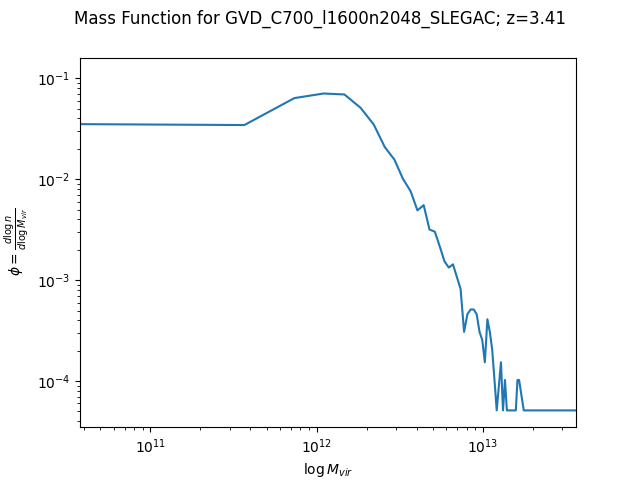 Mass Function for GVD_C700_l1600n2048_SLEGAC; z=3.41
10⁻¹
10⁻²
10⁻³
10⁻⁴
ϕ = d log n / d log M_vir
10¹¹ 10¹² 10¹³
log M_vir